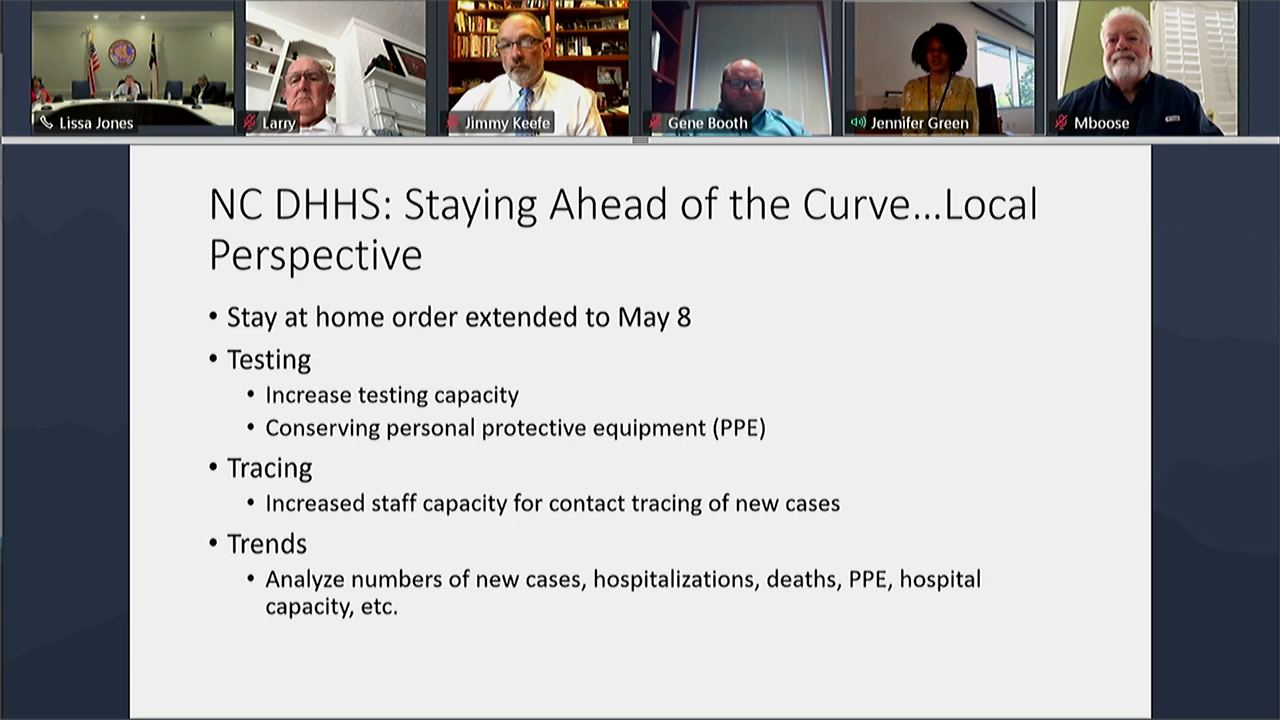 Lissa Jones
Larry
Jimmy Keefe
Gene Booth
Jennifer Green
Mboose
NC DHHS: Staying Ahead of the Curve...Local
Perspective
• Stay at home order extended to May 8
• Testing
• Increase testing capacity
• Conserving personal protective equipment (PPE)
• Tracing
• Increased staff capacity for contact tracing of new cases
• Trends
• Analyze numbers of new cases, hospitalizations, deaths, PPE, hospital
capacity, etc.